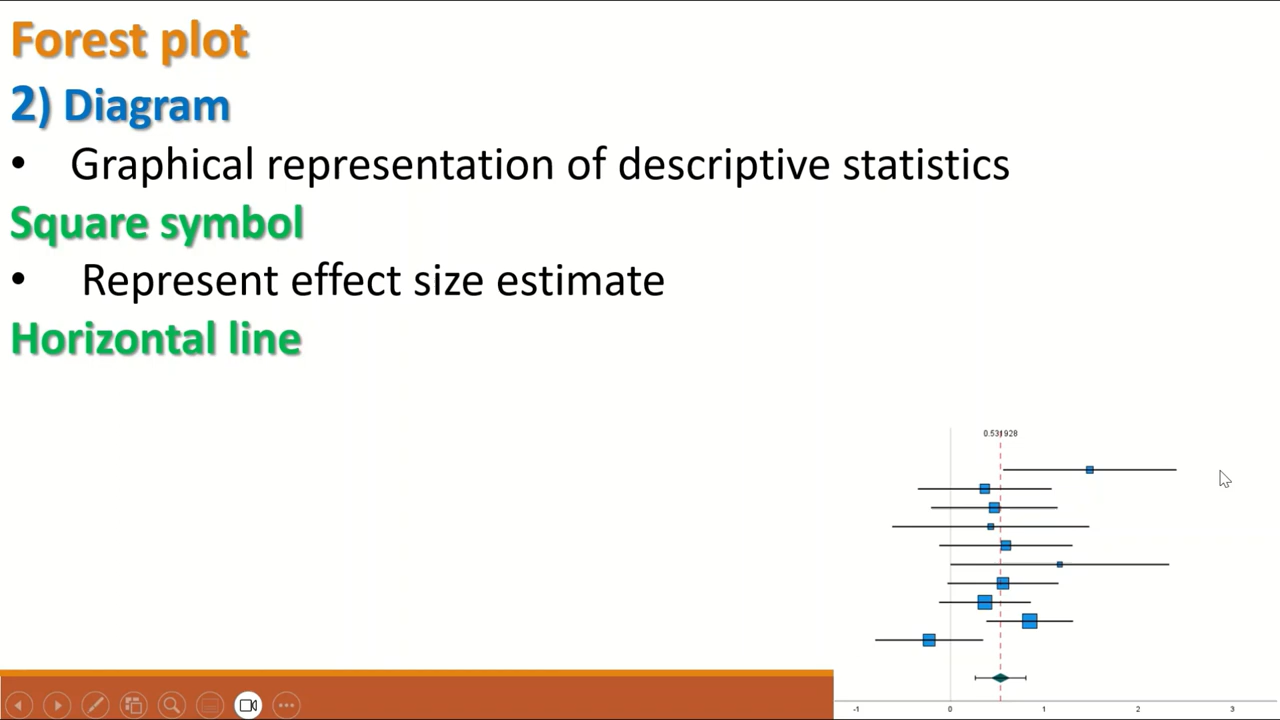 Forest plot
2) Diagram
• Graphical representation of descriptive statistics
Square symbol
• Represent effect size estimate
Horizontal line
0.531928
-1 0 1 2 3